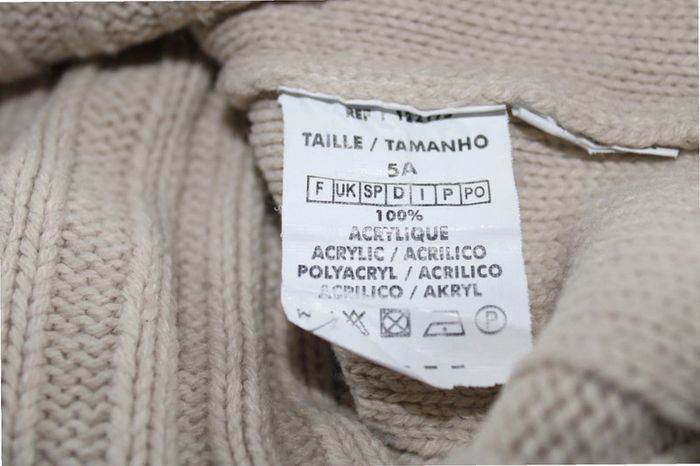 TAILLE / TAMANHO
5A
F UK SP D I P PO
100%
ACRYLIQUE
ACRYLIC / ACRILICO
POLYACRYL / ACRILICO
ACRILICO / AKRYL
P